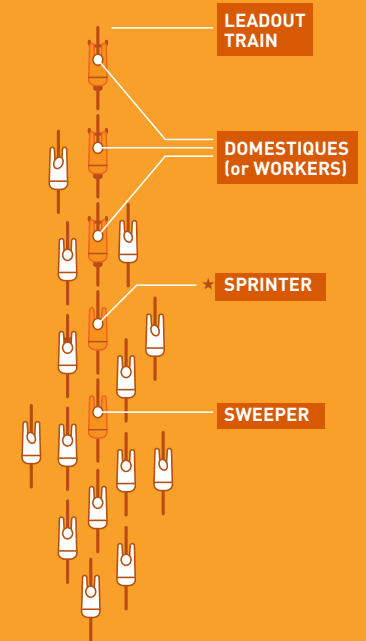 LEADOUT
TRAIN
DOMESTIQUES
(or WORKERS)
★ SPRINTER
SWEEPER